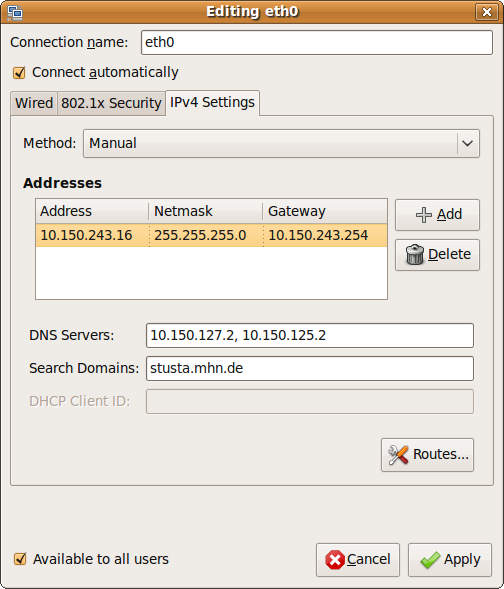 Editing eth0
Connection name: eth0
Connect automatically
Wired 802.1x Security IPv4 Settings
Method: Manual
Addresses
Address Netmask Gateway
10.150.243.16 255.255.255.0 10.150.243.254
Add
Delete
DNS Servers: 10.150.127.2, 10.150.125.2
Search Domains: stusta.mhn.de
DHCP Client ID:
Routes...
Available to all users
Cancel Apply